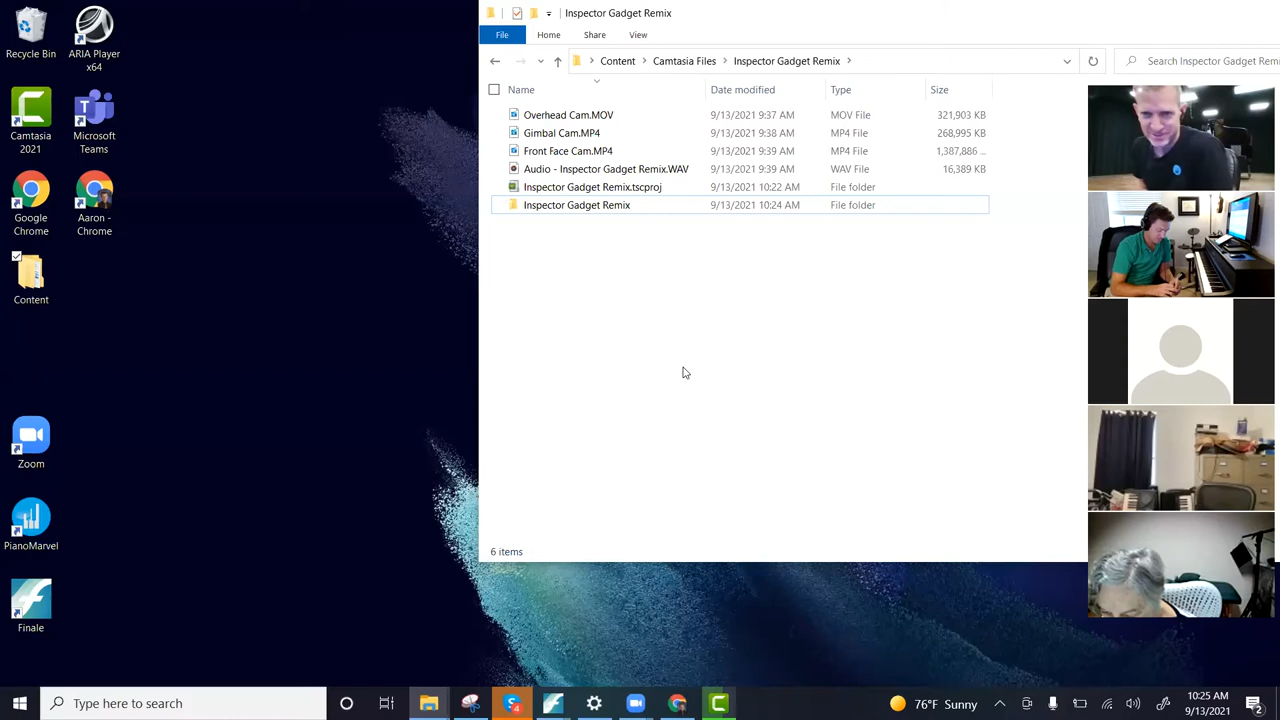 Inspector Gadget Remix
File
Home
Share
View
Content
Camtasia Files
Inspector Gadget Remix
Search Inspector Gadget Remi
Name
Date modified
Type
Size
Overhead Cam.MOV
9/13/2021 9:37 AM
MOV File
321,903 KB
Gimbal Cam.MP4
9/13/2021 9:38 AM
MP4 File
268,995 KB
Front Face Cam.MP4
9/13/2021 9:39 AM
MP4 File
1,387,886 ...
Audio - Inspector Gadget Remix.WAV
9/13/2021 9:39 AM
WAV File
16,389 KB
Inspector Gadget Remix.tscproj
9/13/2021 10:22 AM
File folder
Inspector Gadget Remix
9/13/2021 10:24 AM
File folder
6 items
Recycle Bin
ARIA Player
x64
Camtasia
2021
Microsoft
Teams
Google
Chrome
Aaron -
Chrome
Content
Zoom
PianoMarvel
Finale
Type here to search
4
76°F Sunny
10:25 AM
9/13/2021
2